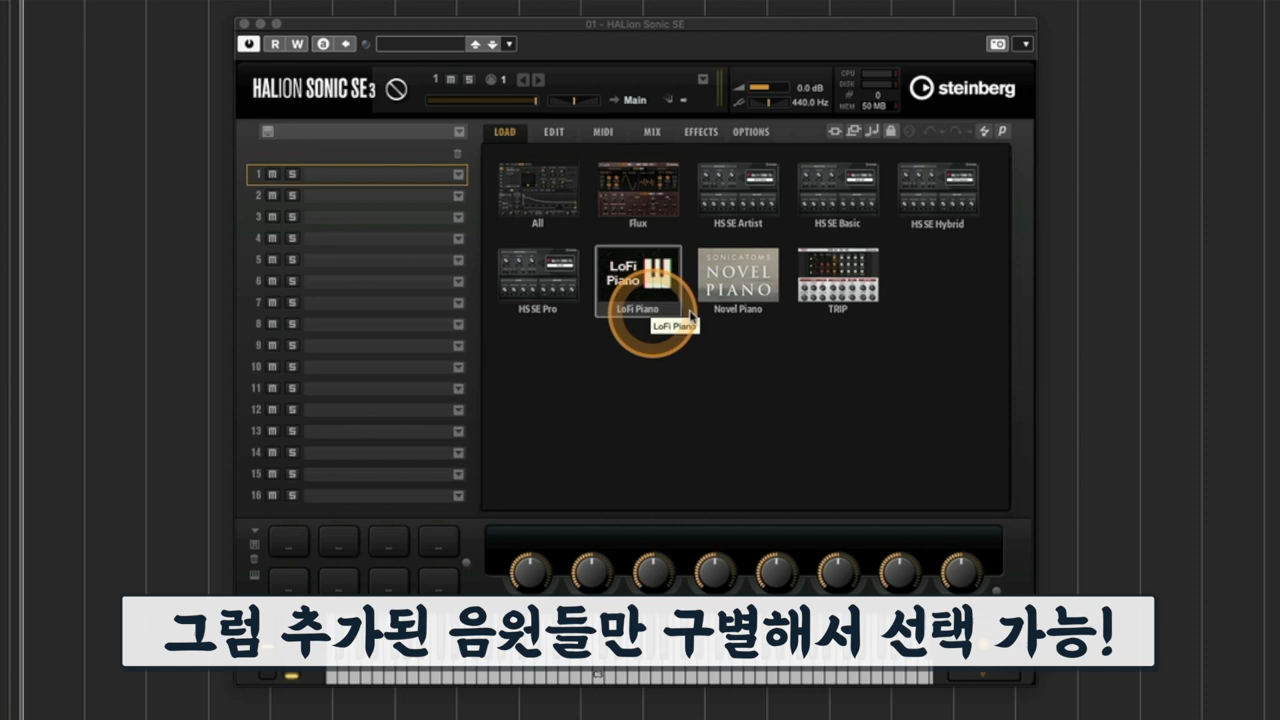 01 - HALion Sonic SE
R W
HALION SONIC SE 3
1 m S 1
Main
0.0 dB
440.0 Hz
CPU
DISK
# 0
MEM 50 MB
steinberg
LOAD EDIT MIDI MIX EFFECTS OPTIONS
1 m S
2 m S
3 m S
4 m S
5 m S
6 m S
7 m S
8 m S
9 m S
10 m S
11 m S
12 m S
13 m S
14 m S
15 m S
16 m S
All
Flux
HS SE Artist
HS SE Basic
HS SE Hybrid
HS SE Pro
LoFi
Piano
LoFi Piano
SONICATOMS
NOVEL
PIANO
Novel Piano
TRIP
LoFi Piano
그럼 추가된 음원들만 구별해서 선택 가능!
C3